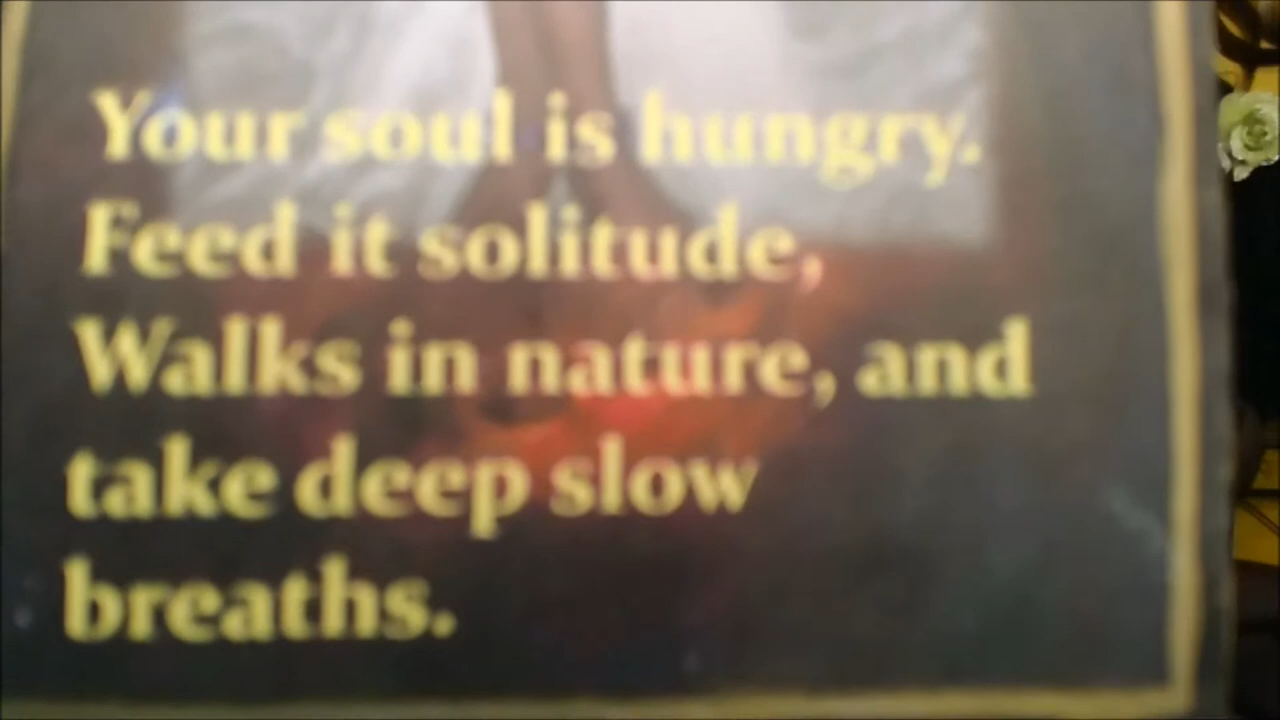 Your soul is hungry.
Feed it solitude,
Walks in nature, and
take deep slow
breaths.